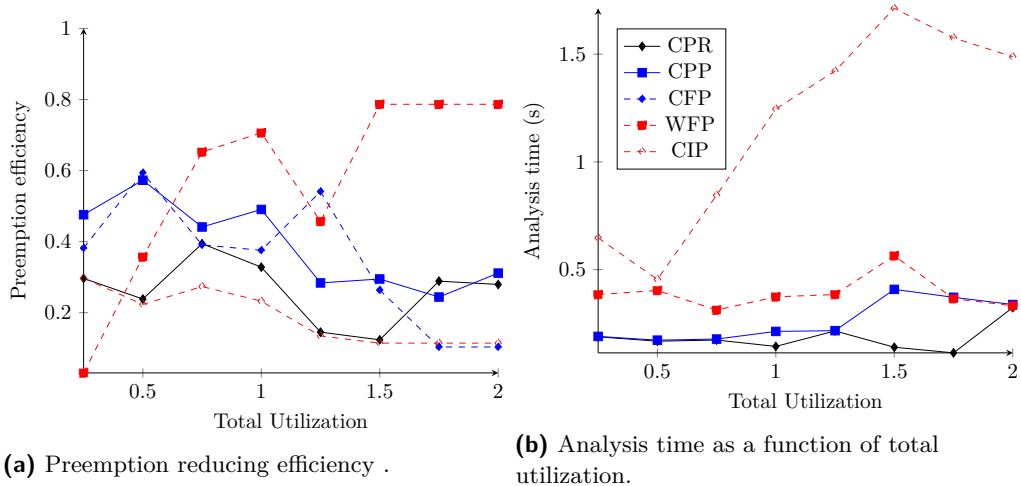 1
0.8
0.6
0.4
0.2
0.5
1
1.5
2
Preemption efficiency
Total Utilization
(a) Preemption reducing efficiency .
1.5
1
0.5
0.5
1
1.5
2
Analysis time (s)
Total Utilization
CPR
CPP
CFP
WFP
CIP
(b) Analysis time as a function of total
utilization.